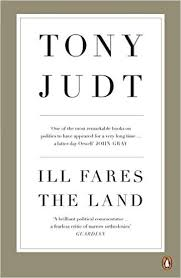 TONY
JUDT
'One of the most remarkable books on
politics to have appeared for a very long time ...
a latter-day Orwell' JOHN GRAY
ILL FARES
THE LAND
'A brilliant political commentator ...
a fearless critic of narrow orthodoxies'
GUARDIAN